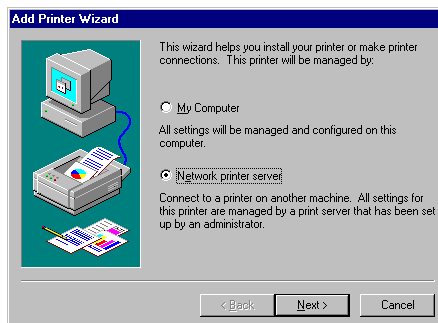 Add Printer Wizard
This wizard helps you install your printer or make printer
connections. This printer will be managed by:
My Computer
All settings will be managed and configured on this
computer.
Network printer server
Connect to a printer on another machine. All settings for
this printer are managed by a print server that has been set
up by an administrator.
< Back
Next >
Cancel